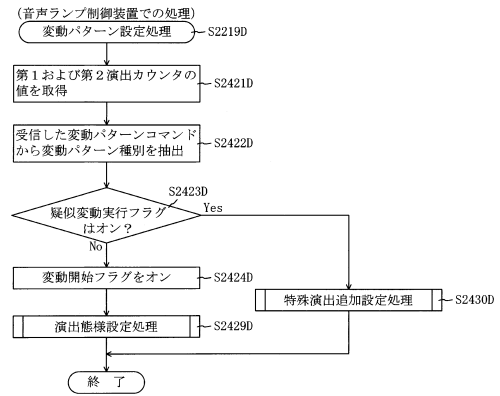 (音声ランプ制御装置での処理)
変動パターン設定処理
S2219D
第1および第2演出カウンタの
値を取得
S2421D
受信した変動パターンコマンド
から変動パターン種別を抽出
S2422D
S2423D
疑似変動実行フラグ
はオン?
Yes
No
変動開始フラグをオン
S2424D
特殊演出追加設定処理
S2430D
演出態様設定処理
S2429D
終 了